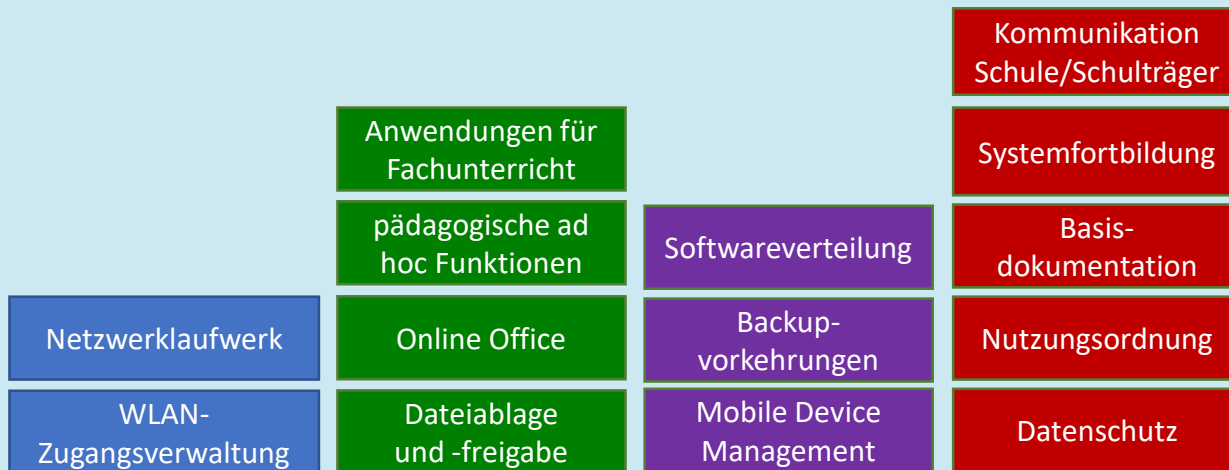 Kommunikation
Schule/Schulträger
Anwendungen für
Fachunterricht
Systemfortbildung
pädagogische ad
hoc Funktionen
Softwareverteilung
Basis-
dokumentation
Netzwerklaufwerk
Online Office
Backup-
vorkehrungen
Nutzungsordnung
WLAN-
Zugangsverwaltung
Dateiablage
und -freigabe
Mobile Device
Management
Datenschutz